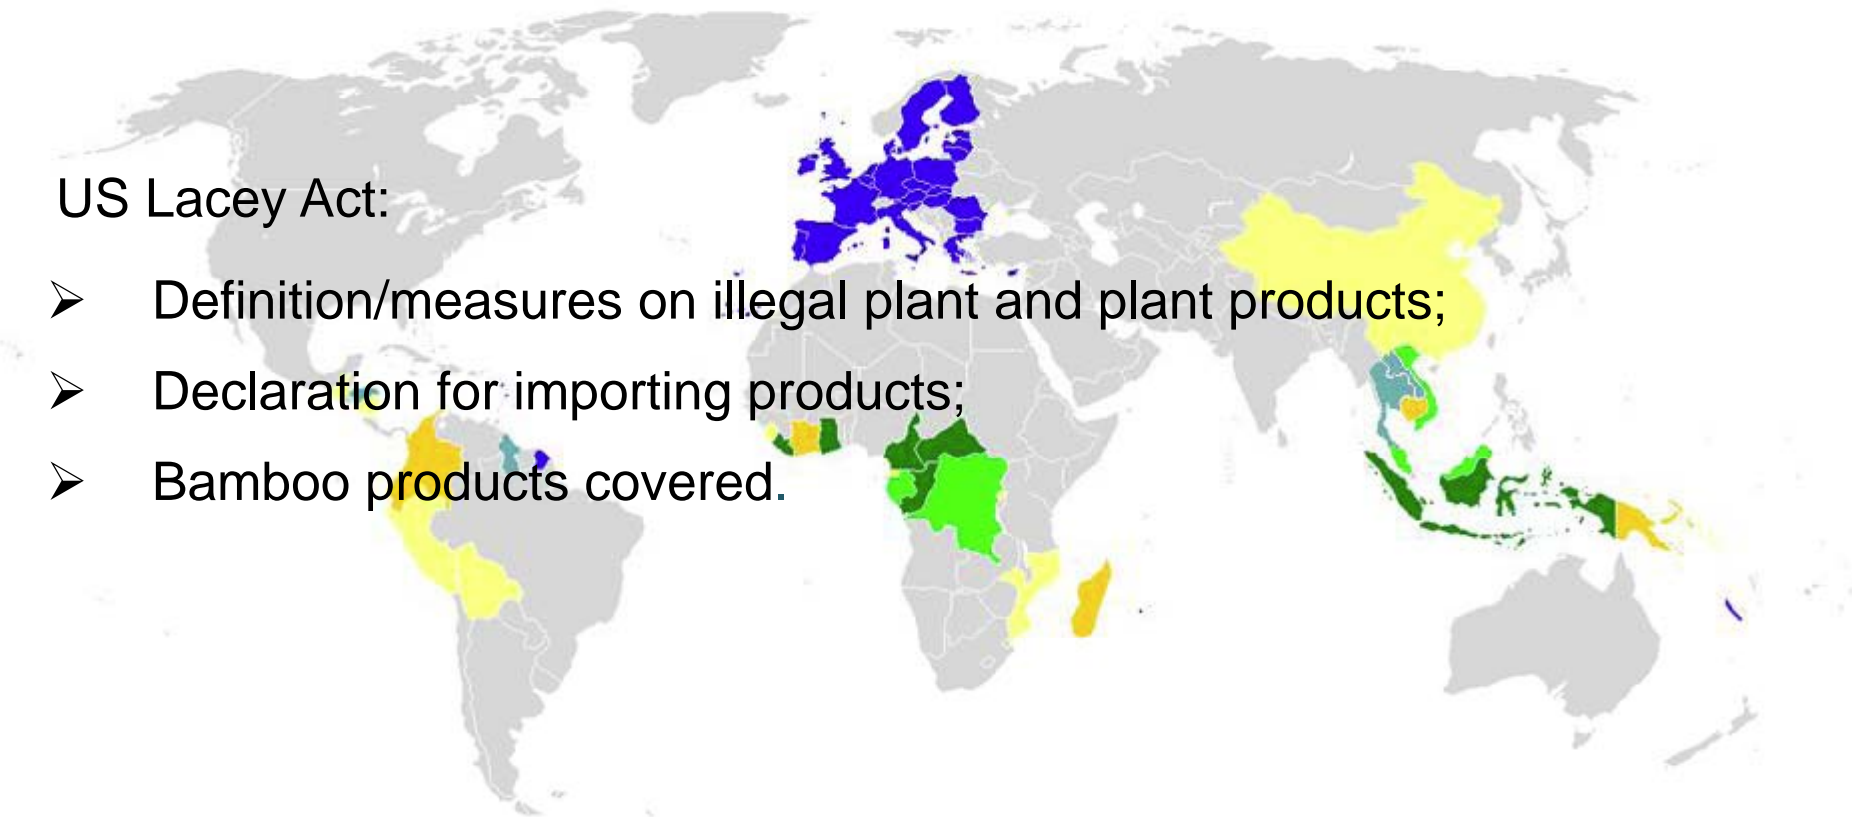 US Lacey Act:
➢ Definition/measures on illegal plant and plant products;
➢ Declaration for importing products;
➢ Bamboo products covered.